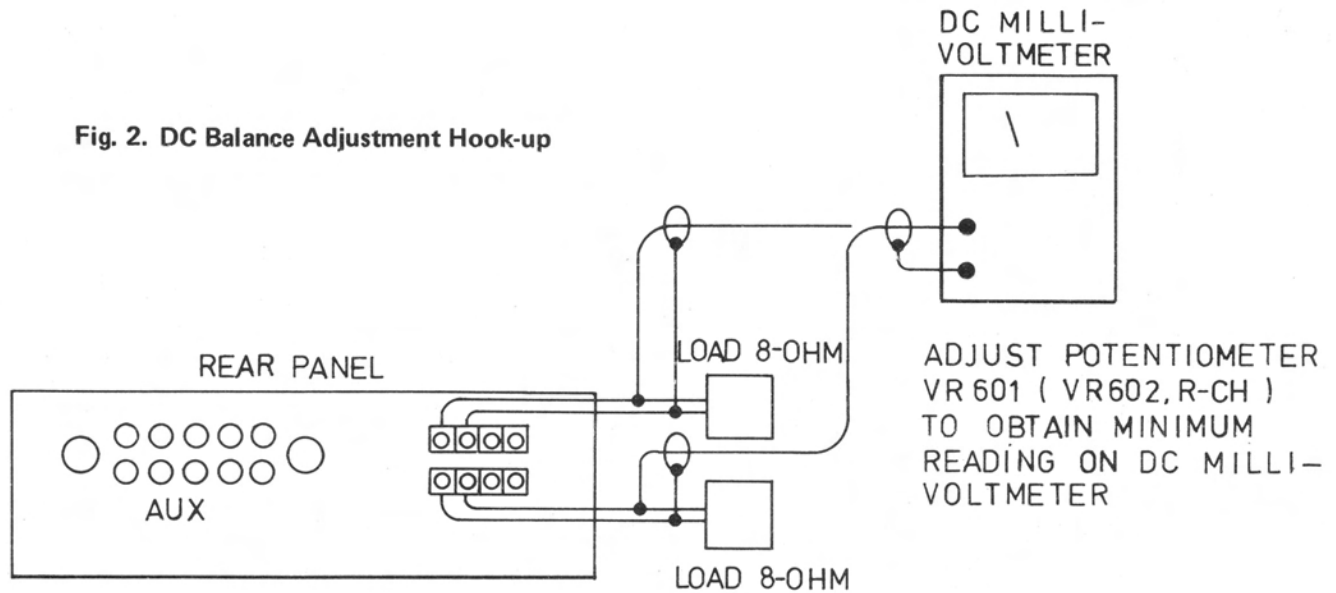 DC MILLI-
VOLTMETER
Fig. 2. DC Balance Adjustment Hook-up
REAR PANEL
LOAD 8-OHM
AUX
LOAD 8-OHM
ADJUST POTENTIOMETER
VR601 ( VR602, R-CH )
TO OBTAIN MINIMUM
READING ON DC MILLI-
VOLTMETER